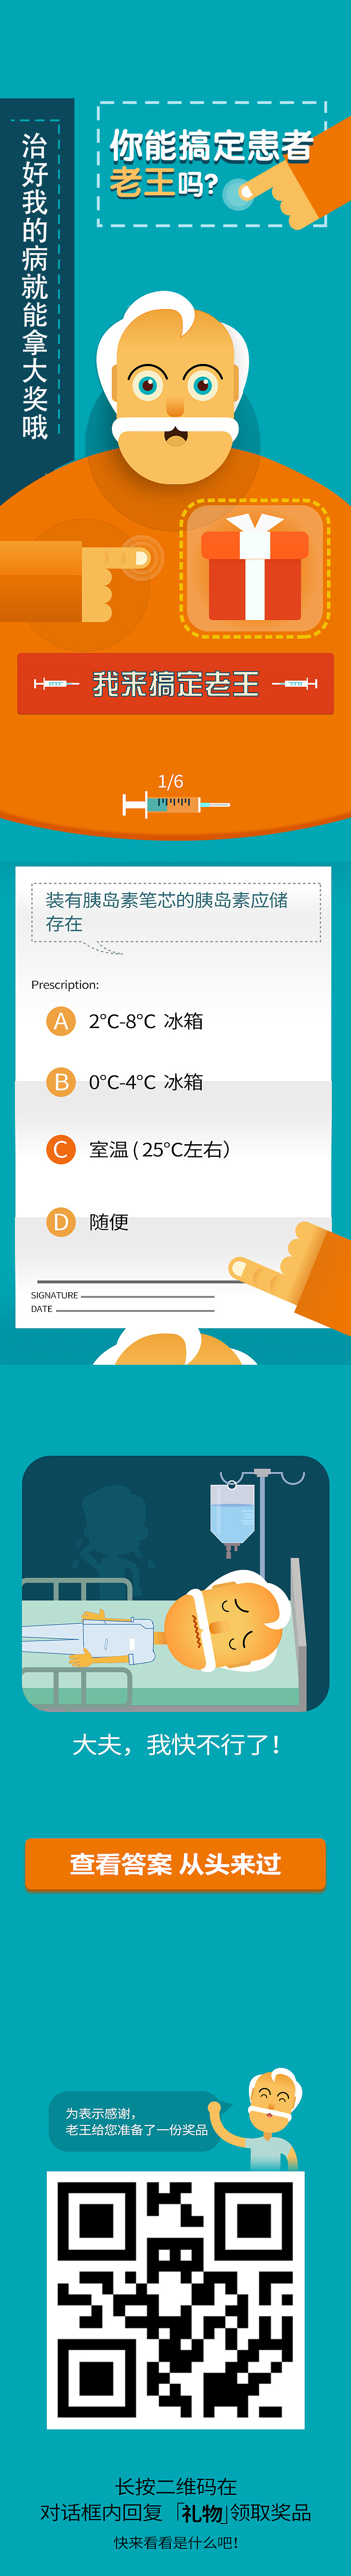 治好我的病就能拿大奖哦
你能搞定患者
老王吗?
我来搞定老王
1/6
装有胰岛素笔芯的胰岛素应储
存在
Prescription:
A 2°C-8°C 冰箱
B 0°C-4°C 冰箱
C 室温 ( 25°C左右）
D 随便
SIGNATURE
DATE
大夫，我快不行了！
查看答案 从头来过
为表示感谢，
老王给您准备了一份奖品
长按二维码在
对话框内回复「礼物」领取奖品
快来看看是什么吧！